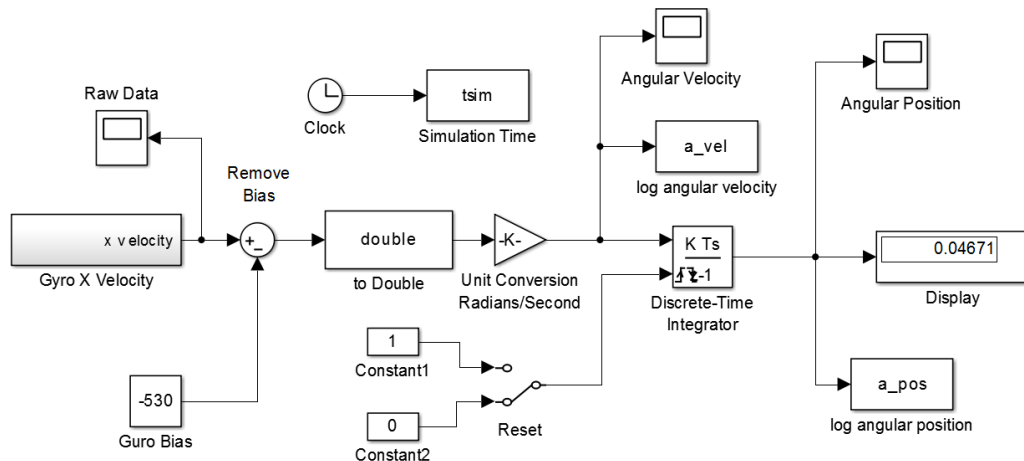 Raw Data
Clock
tsim
Simulation Time
Angular Velocity
Angular Position
a_vel
log angular velocity
Remove
Bias
x v elocity
Gyro X Velocity
+
−
double
to Double
-K-
Unit Conversion
Radians/Second
K Ts
z-1
Discrete-Time
Integrator
0.04671
Display
1
Constant1
0
Constant2
Reset
-530
Guro Bias
a_pos
log angular position